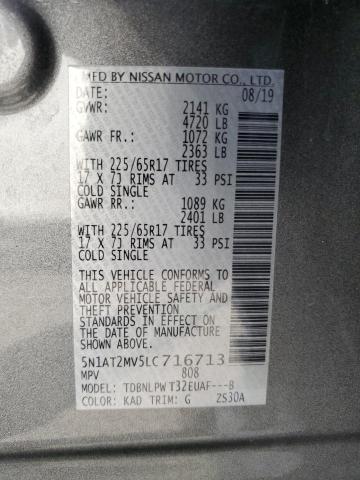 MFD BY NISSAN MOTOR CO., LTD.
DATE: 08/19
GVWR: 2141 KG
4720 LB
GAWR FR.: 1072 KG
2363 LB
WITH 225/65R17 TIRES
17 X 7J RIMS AT 33 PSI
COLD SINGLE
GAWR RR.: 1089 KG
2401 LB
WITH 225/65R17 TIRES
17 X 7J RIMS AT 33 PSI
COLD SINGLE
THIS VEHICLE CONFORMS TO
ALL APPLICABLE FEDERAL
MOTOR VEHICLE SAFETY AND
THEFT PREVENTION
STANDARDS IN EFFECT ON
THE DATE OF MANUFACTURE
SHOWN ABOVE.
5N1AT2MV5LC716713
MPV 808
MODEL: TDBNLPW T32EUAF---B
COLOR: KAD TRIM: G ZS30A